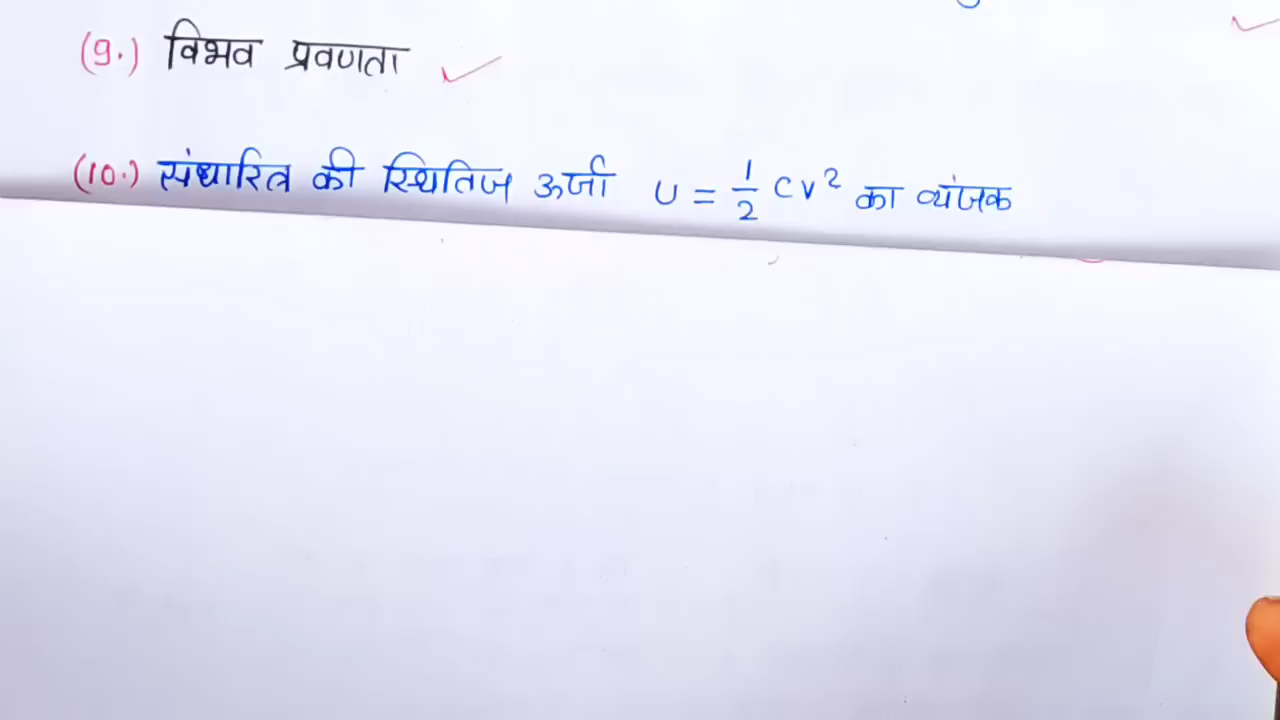 (9.) विभव प्रवणता
(10.) संधारित्र की स्थितिज ऊर्जा U = 1/2 CV² का व्यंजक